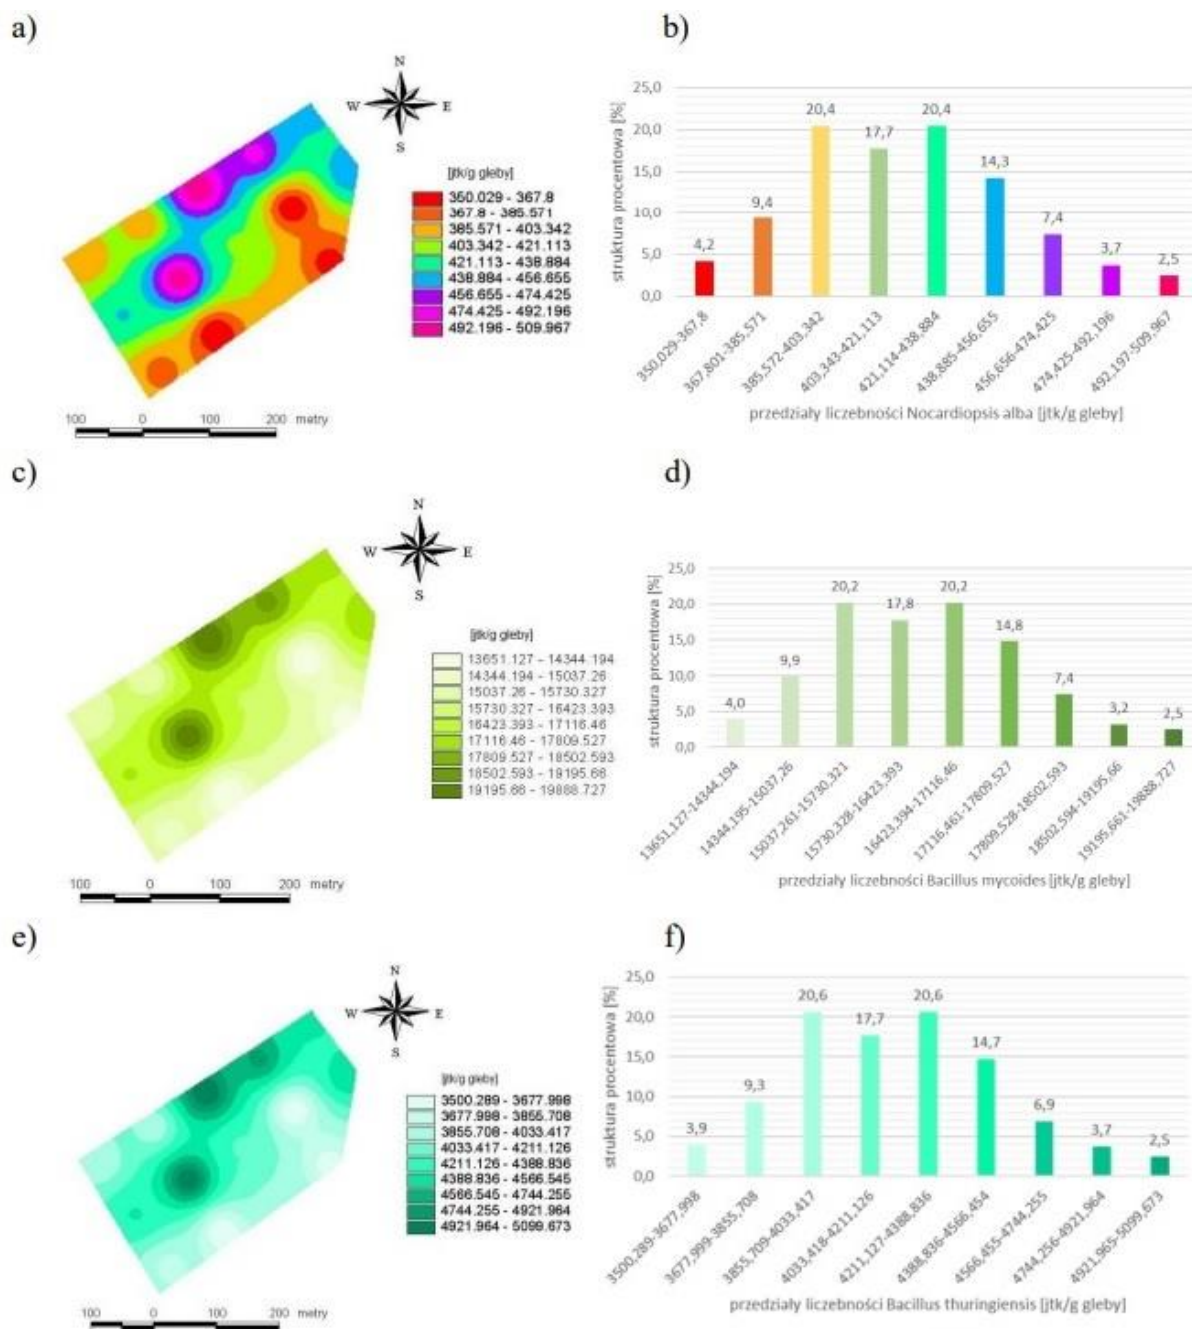 a)
N
W E
S
[jtk/g gleby]
350.029 - 367.8
367.8 - 385.571
385.571 - 403.342
403.342 - 421.113
421.113 - 438.884
438.884 - 456.655
456.655 - 474.425
474.425 - 492.196
492.196 - 509.967
100 0 100 200 metry
b)
struktura procentowa [%]
25,0
20,0
15,0
10,0
5,0
0,0
4,2
9,4
20,4
17,7
20,4
14,3
7,4
3,7
2,5
350,029-367,8
367,801-385,571
385,572-403,342
403,343-421,113
421,114-438,884
438,885-456,655
456,656-474,425
474,425-492,196
492,197-509,967
przedziały liczebności Nocardiopsis alba [jtk/g gleby]
c)
N
W E
S
[jtk/g gleby]
13651.127 - 14344.194
14344.194 - 15037.26
15037.26 - 15730.327
15730.327 - 16423.393
16423.393 - 17116.46
17116.46 - 17809.527
17809.527 - 18502.593
18502.593 - 19195.66
19195.66 - 19888.727
100 0 100 200 metry
d)
struktura procentowa [%]
25,0
20,0
15,0
10,0
5,0
0,0
4,0
9,9
20,2
17,8
20,2
14,8
7,4
3,2
2,5
13651,127-14344,194
14344,195-15037,26
15037,261-15730,321
15730,328-16423,393
16423,394-17116,46
17116,461-17809,527
17809,528-18502,593
18502,594-19195,66
19195,661-19888,727
przedziały liczebności Bacillus mycoides [jtk/g gleby]
e)
N
W E
S
[jtk/g gleby]
3500.289 - 3677.998
3677.998 - 3855.708
3855.708 - 4033.417
4033.417 - 4211.126
4211.126 - 4388.836
4388.836 - 4566.545
4566.545 - 4744.255
4744.255 - 4921.964
4921.964 - 5099.673
100 0 100 200 metry
f)
struktura procentowa [%]
25,0
20,0
15,0
10,0
5,0
0,0
3,9
9,3
20,6
17,7
20,6
14,7
6,9
3,7
2,5
3500,289-3677,998
3677,999-3855,708
3855,709-4033,417
4033,418-4211,126
4211,127-4388,836
4388,836-4566,454
4566,455-4744,255
4744,256-4921,964
4921,965-5099,673
przedziały liczebności Bacillus thuringiensis [jtk/g gleby]